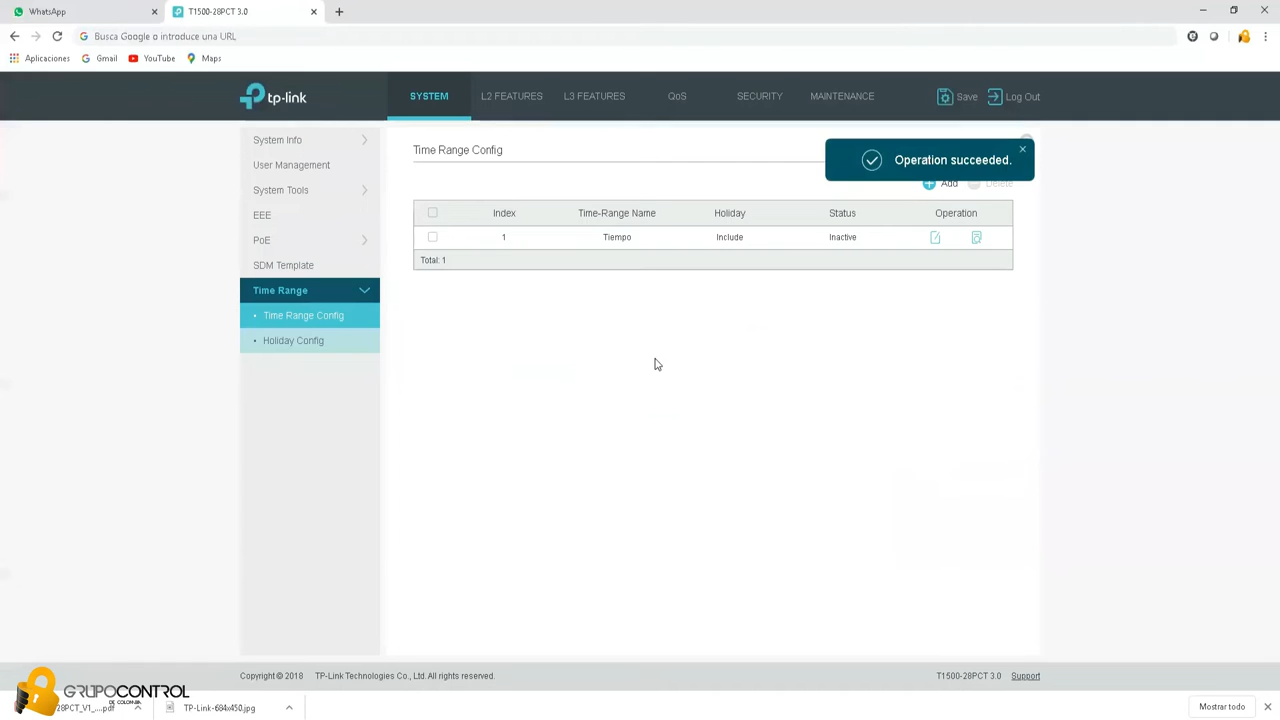 WhatsApp
T1500-28PCT 3.0
Busca Google o introduce una URL
Aplicaciones
Gmail
YouTube
Maps
tp-link
SYSTEM
L2 FEATURES
L3 FEATURES
QoS
SECURITY
MAINTENANCE
Save
Log Out
System Info
User Management
System Tools
EEE
PoE
SDM Template
Time Range
Time Range Config
Holiday Config
Time Range Config
Operation succeeded.
Add
Delete
Index Time-Range Name Holiday Status Operation
1 Tiempo Include Inactive
Total: 1
Copyright © 2018 TP-Link Technologies Co., Ltd. All rights reserved.
T1500-28PCT 3.0 Support
GRUPOCONTROL
DE COLOMBIA
28PCT_V1_....pdf
TP-Link-684x450.jpg
Mostrar todo